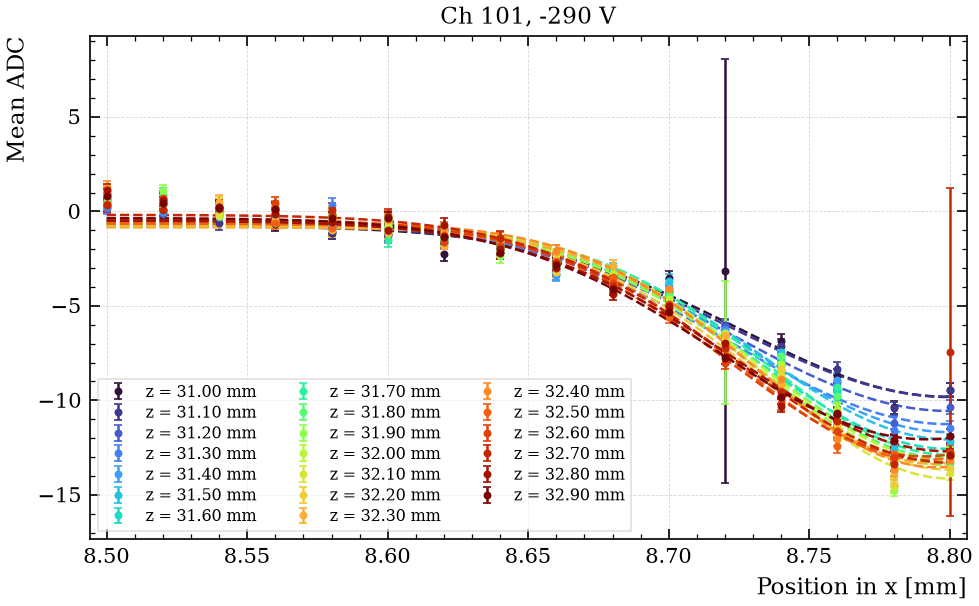 Ch 101, -290 V
Mean ADC
5
0
−5
−10
−15
z = 31.00 mm
z = 31.10 mm
z = 31.20 mm
z = 31.30 mm
z = 31.40 mm
z = 31.50 mm
z = 31.60 mm
z = 31.70 mm
z = 31.80 mm
z = 31.90 mm
z = 32.00 mm
z = 32.10 mm
z = 32.20 mm
z = 32.30 mm
z = 32.40 mm
z = 32.50 mm
z = 32.60 mm
z = 32.70 mm
z = 32.80 mm
z = 32.90 mm
8.50 8.55 8.60 8.65 8.70 8.75 8.80
Position in x [mm]